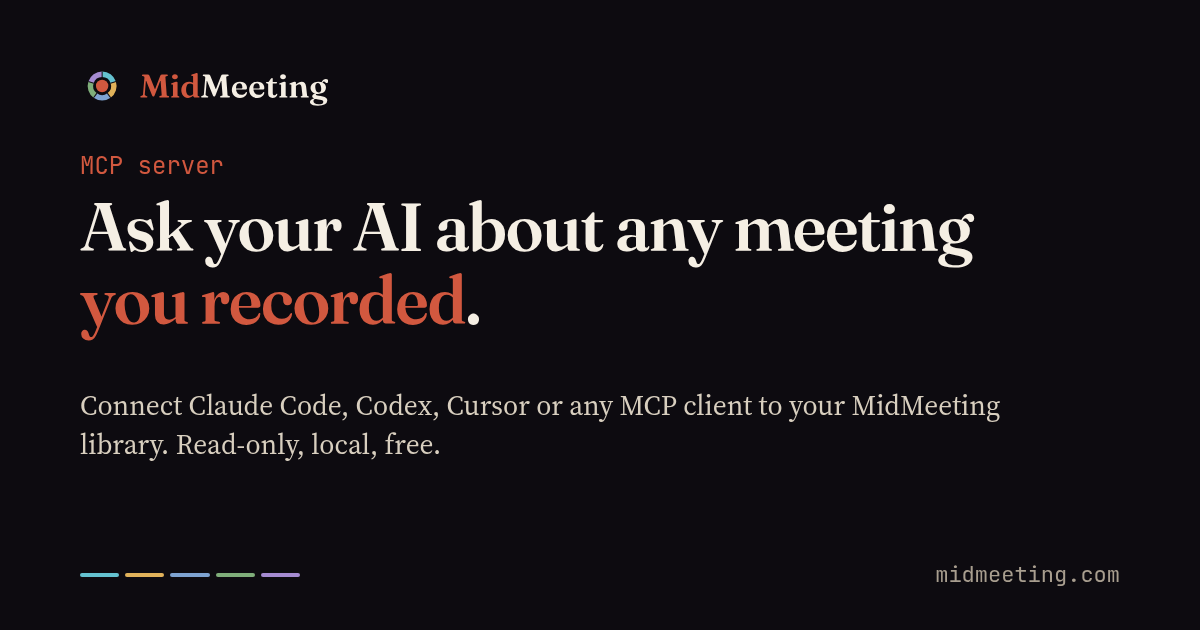 MidMeeting
MCP server
Ask your AI about any meeting
you recorded.
Connect Claude Code, Codex, Cursor or any MCP client to your MidMeeting
library. Read-only, local, free.
midmeeting.com